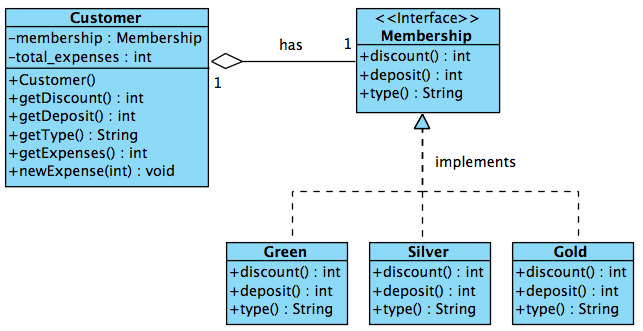 Customer
-membership : Membership
-total_expenses : int
+Customer()
+getDiscount() : int
+getDeposit() : int
+getType() : String
+getExpenses() : int
+newExpense(int) : void
1
has
1
<<Interface>>
Membership
+discount() : int
+deposit() : int
+type() : String
implements
Green
+discount() : int
+deposit() : int
+type() : String
Silver
+discount() : int
+deposit() : int
+type() : String
Gold
+discount() : int
+deposit() : int
+type() : String